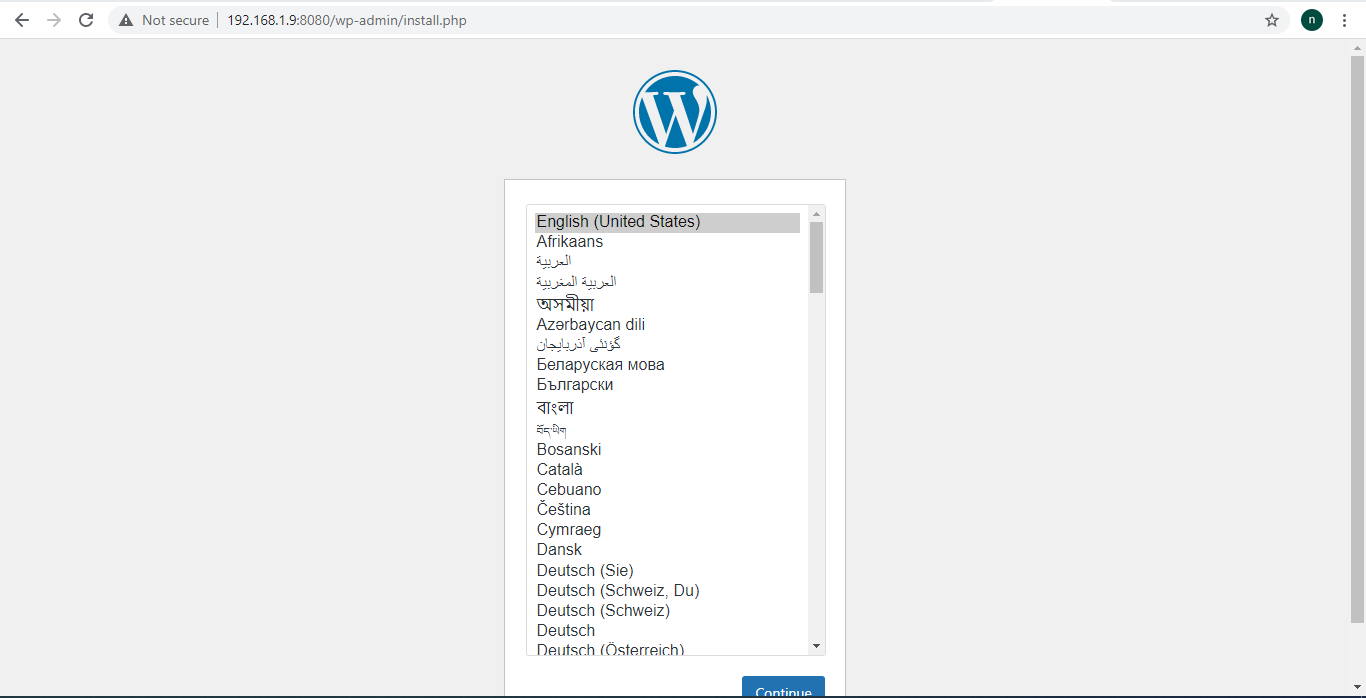 Not secure 192.168.1.9:8080/wp-admin/install.php n
English (United States)
Afrikaans
العربية
العربية المغربية
অসমীয়া
Azərbaycan dili
گؤنئی آذربایجان
Беларуская мова
Български
বাংলা
བོད་ཡིག
Bosanski
Català
Cebuano
Čeština
Cymraeg
Dansk
Deutsch (Sie)
Deutsch (Schweiz, Du)
Deutsch (Schweiz)
Deutsch
Deutsch (Österreich)
Continue